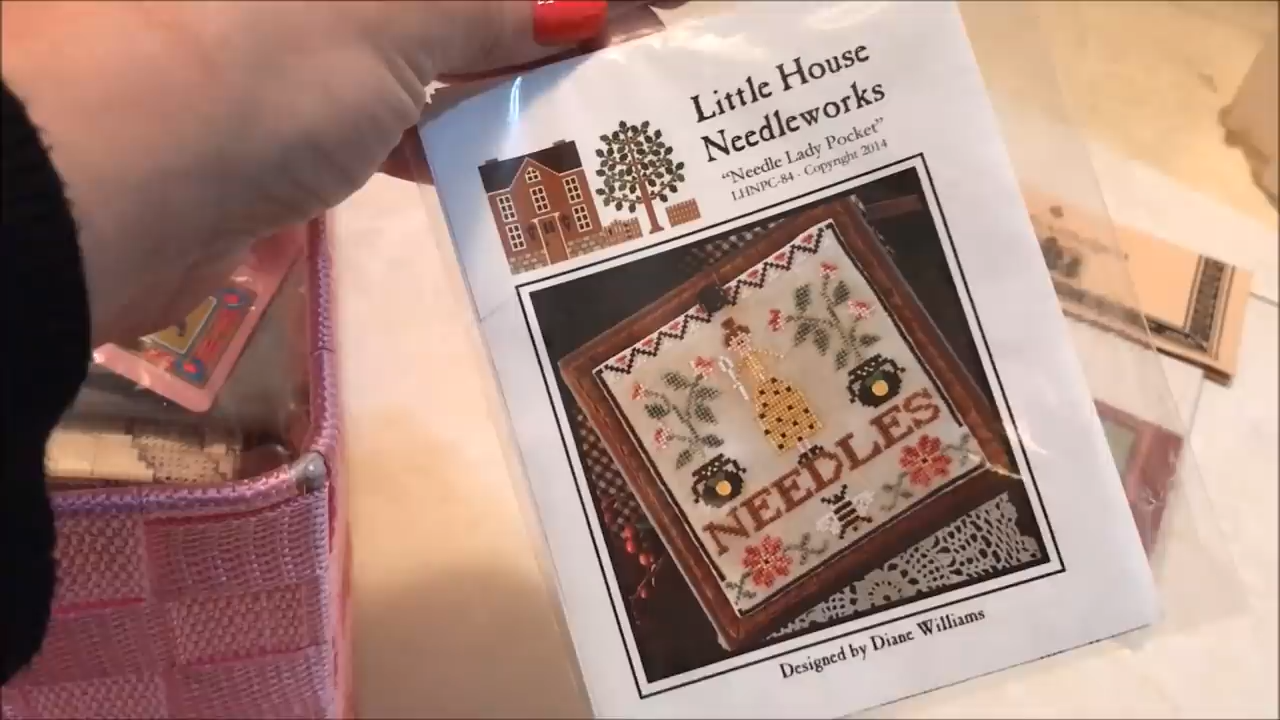 Little House
Needleworks
"Needle Lady Pocket"
LHNPC-84 - Copyright 2014
NEEDLES
Designed by Diane Williams